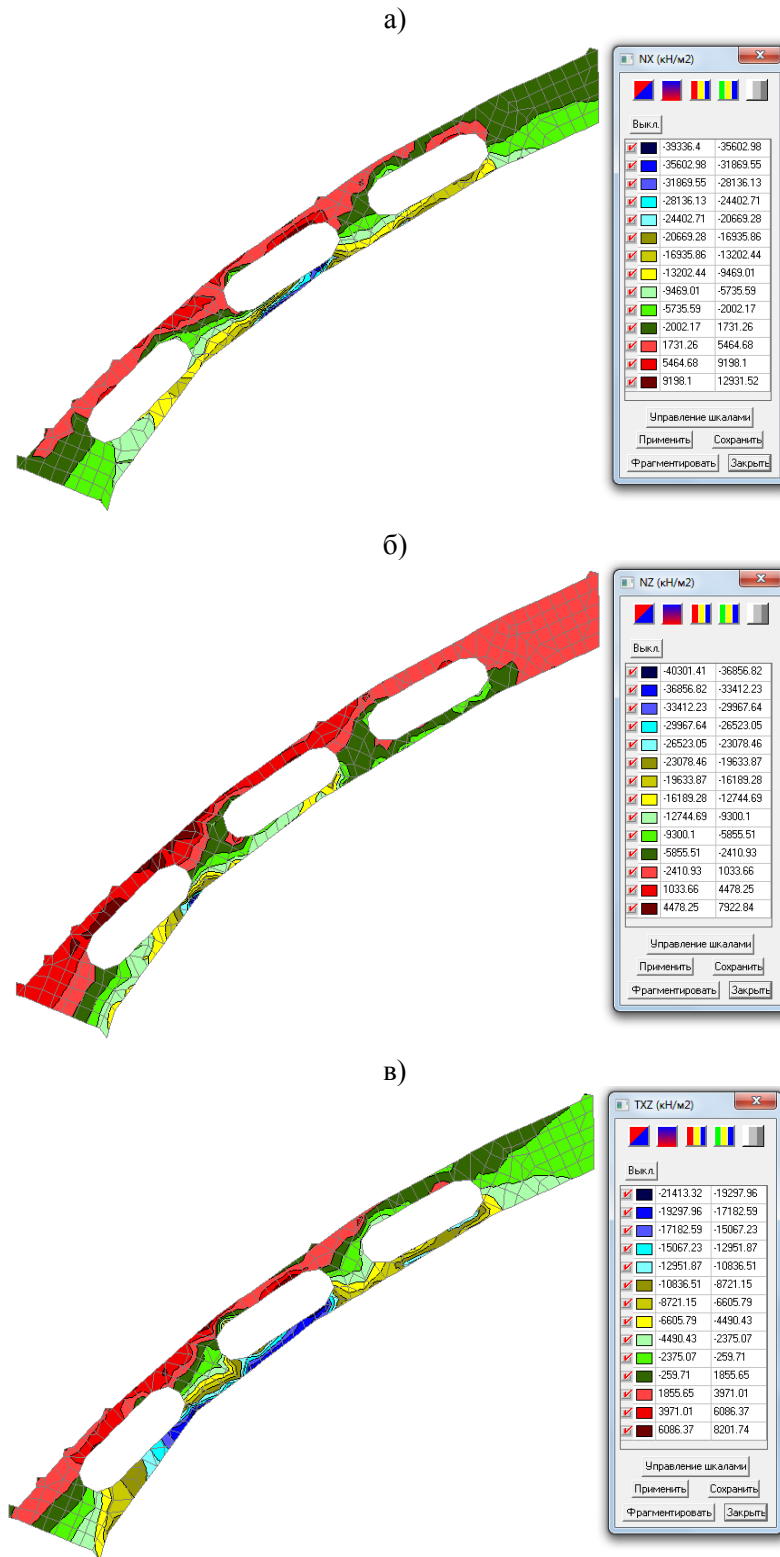 а)
NX (кН/м2)
Выкл.
-39336.4 -35602.98
-35602.98 -31869.55
-31869.55 -28136.13
-28136.13 -24402.71
-24402.71 -20669.28
-20669.28 -16935.86
-16935.86 -13202.44
-13202.44 -9469.01
-9469.01 -5735.59
-5735.59 -2002.17
-2002.17 1731.26
1731.26 5464.68
5464.68 9198.1
9198.1 12931.52
Управление шкалами
Применить Сохранить
Фрагментировать Закрыть
б)
NZ (кН/м2)
Выкл.
-40301.41 -36856.82
-36856.82 -33412.23
-33412.23 -29967.64
-29967.64 -26523.05
-26523.05 -23078.46
-23078.46 -19633.87
-19633.87 -16189.28
-16189.28 -12744.69
-12744.69 -9300.1
-9300.1 -5855.51
-5855.51 -2410.93
-2410.93 1033.66
1033.66 4478.25
4478.25 7922.84
Управление шкалами
Применить Сохранить
Фрагментировать Закрыть
в)
TXZ (кН/м2)
Выкл.
-21413.32 -19297.96
-19297.96 -17182.59
-17182.59 -15067.23
-15067.23 -12951.87
-12951.87 -10836.51
-10836.51 -8721.15
-8721.15 -6605.79
-6605.79 -4490.43
-4490.43 -2375.07
-2375.07 -259.71
-259.71 1855.65
1855.65 3971.01
3971.01 6086.37
6086.37 8201.74
Управление шкалами
Применить Сохранить
Фрагментировать Закрыть